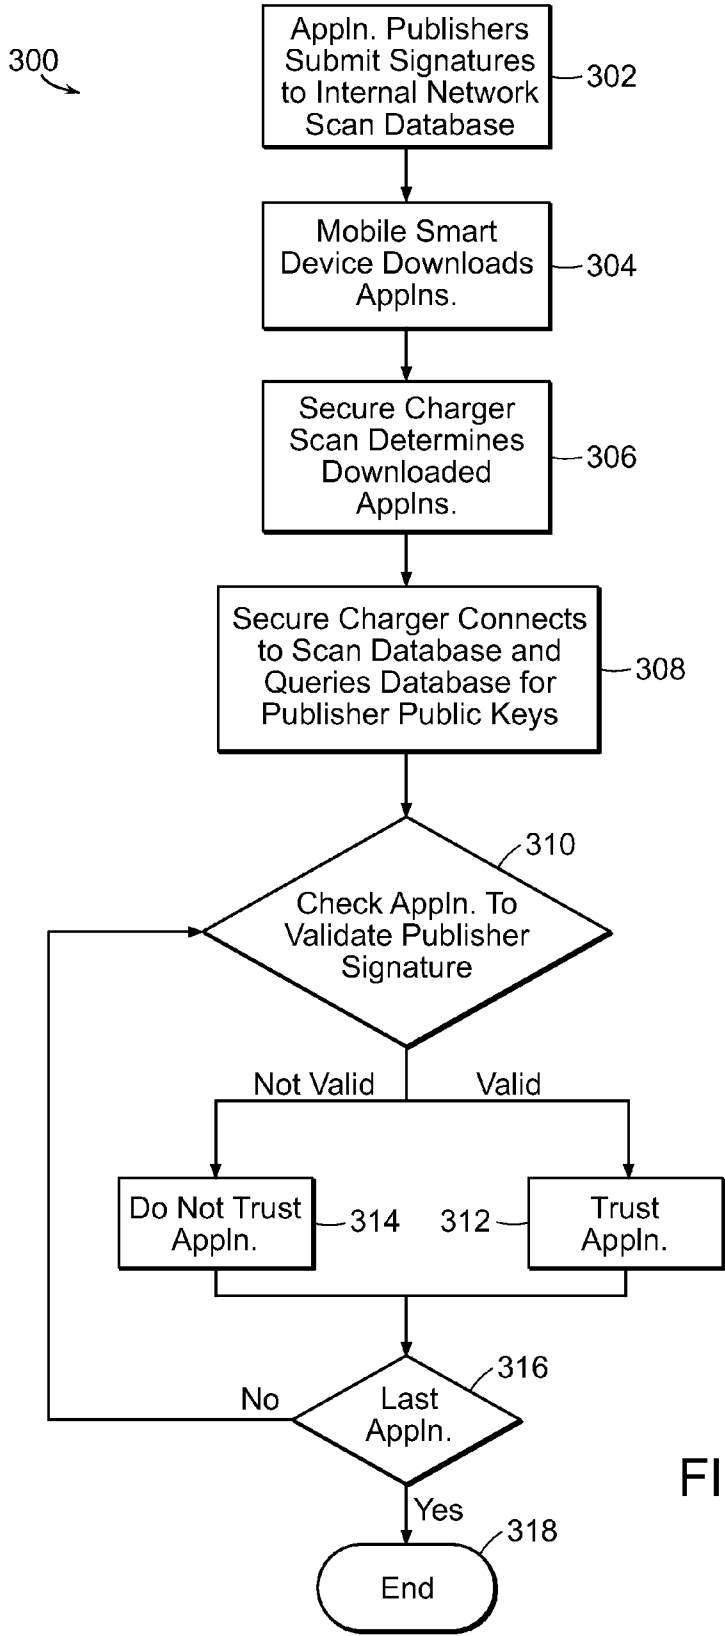 300
Appln. Publishers
Submit Signatures
to Internal Network
Scan Database
302
Mobile Smart
Device Downloads
Applns.
304
Secure Charger
Scan Determines
Downloaded
Applns.
306
Secure Charger Connects
to Scan Database and
Queries Database for
Publisher Public Keys
308
310
Check Appln. To
Validate Publisher
Signature
Not Valid
Valid
Do Not Trust
Appln.
314
312
Trust
Appln.
316
Last
Appln.
No
Yes
318
End
FI